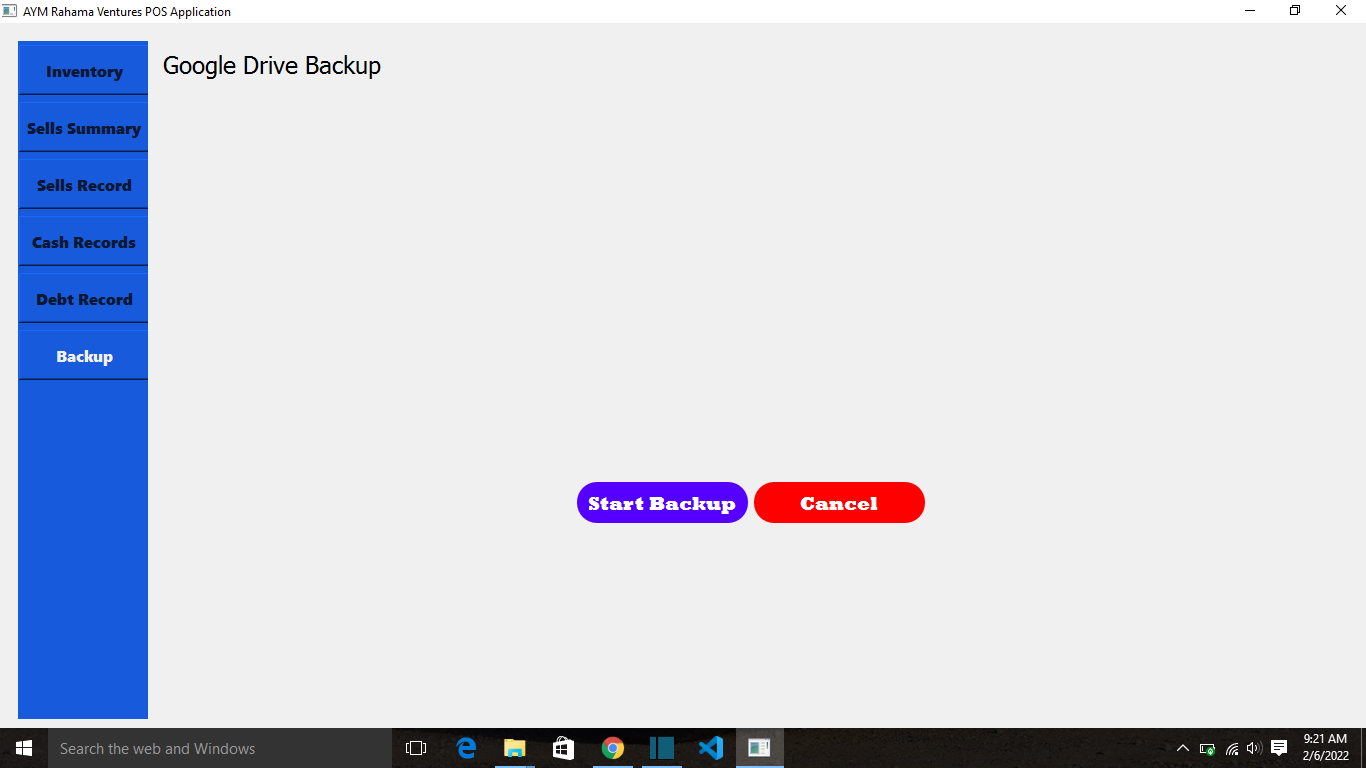 AYM Rahama Ventures POS Application
Inventory
Google Drive Backup
Sells Summary
Sells Record
Cash Records
Debt Record
Backup
Start Backup
Cancel
Search the web and Windows
9:21 AM
2/6/2022